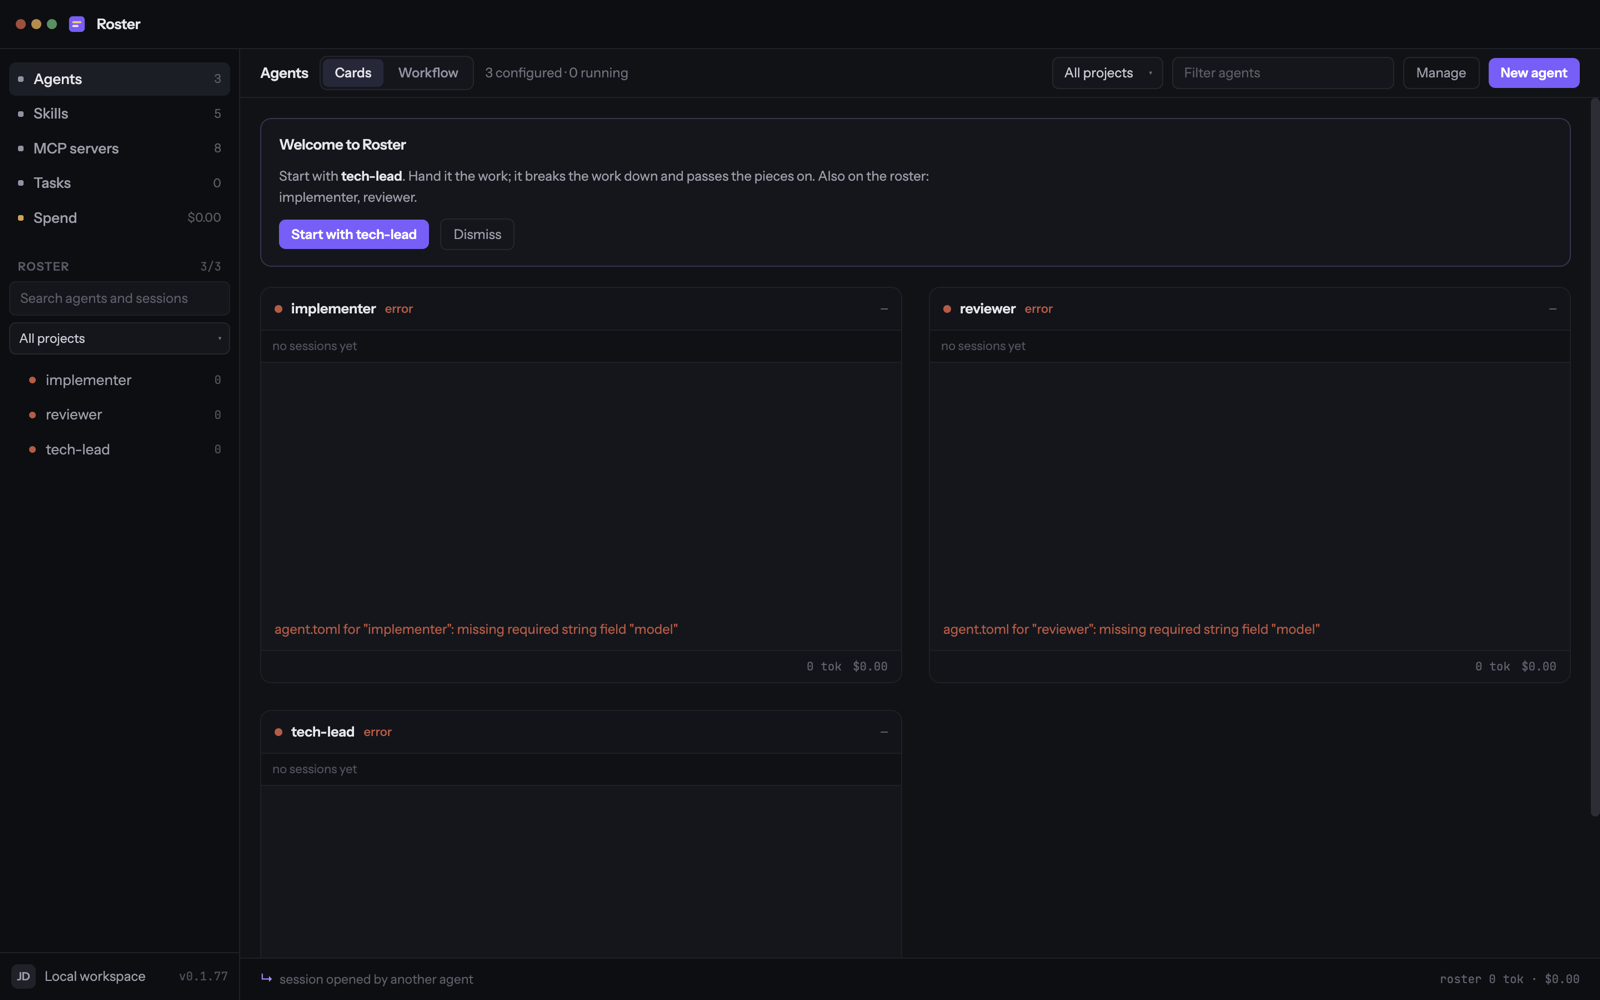 Roster
Agents 3
Skills 5
MCP servers 8
Tasks 0
Spend $0.00
ROSTER 3/3
Search agents and sessions
All projects
implementer 0
reviewer 0
tech-lead 0
JD Local workspace v0.1.77
Agents Cards Workflow 3 configured · 0 running All projects Filter agents Manage New agent
Welcome to Roster
Start with tech-lead. Hand it the work; it breaks the work down and passes the pieces on. Also on the roster:
implementer, reviewer.
Start with tech-lead Dismiss
implementer error –
no sessions yet
agent.toml for "implementer": missing required string field "model"
0 tok $0.00
reviewer error –
no sessions yet
agent.toml for "reviewer": missing required string field "model"
0 tok $0.00
tech-lead error –
no sessions yet
↳ session opened by another agent
roster 0 tok · $0.00